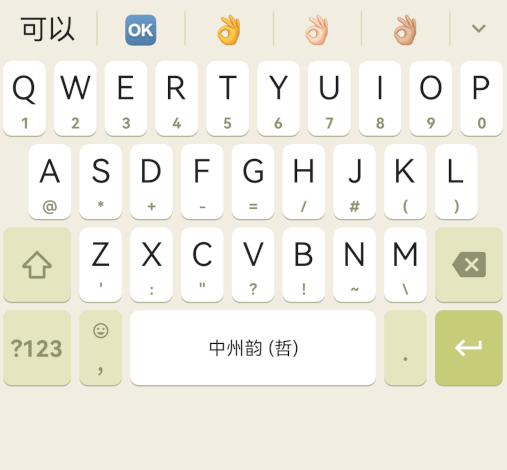 可以 🆗 👌 👌🏻 👌🏽
Q W E R T Y U I O P
1 2 3 4 5 6 7 8 9 0
A S D F G H J K L
@ * + - = / # ( )
Z X C V B N M
' : " ? ! ~ \
?123 , 中州韵 (哲) .